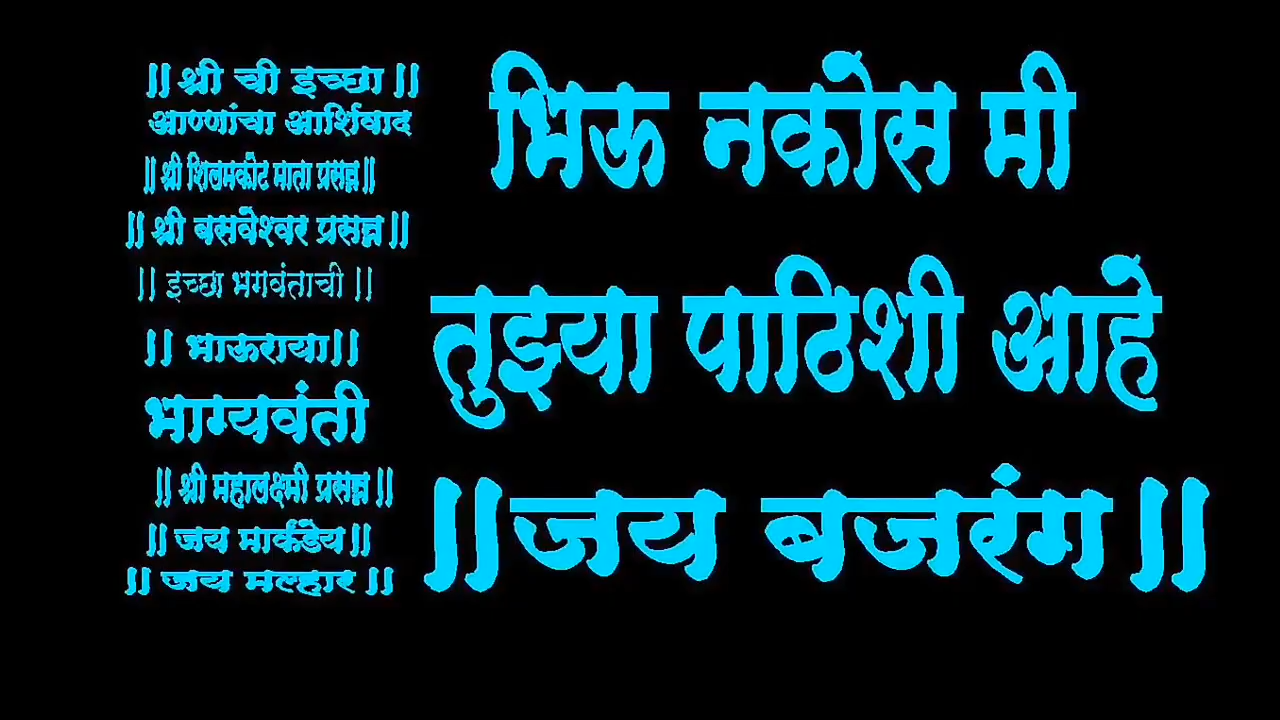 || श्री ची इच्छा ||
आण्णांचा आर्शिवाद
|| श्री शिलमकोट माता प्रसन्न ||
|| श्री बसवेश्वर प्रसन्न ||
|| इच्छा भगवंताची ||
|| भाऊराया ||
भाग्यवंती
|| श्री महालक्ष्मी प्रसन्न ||
|| जय मार्कंडेय ||
|| जय मल्हार ||
भिऊ नकोस मी
तुझ्या पाठिशी आहे
|| जय बजरंग ||